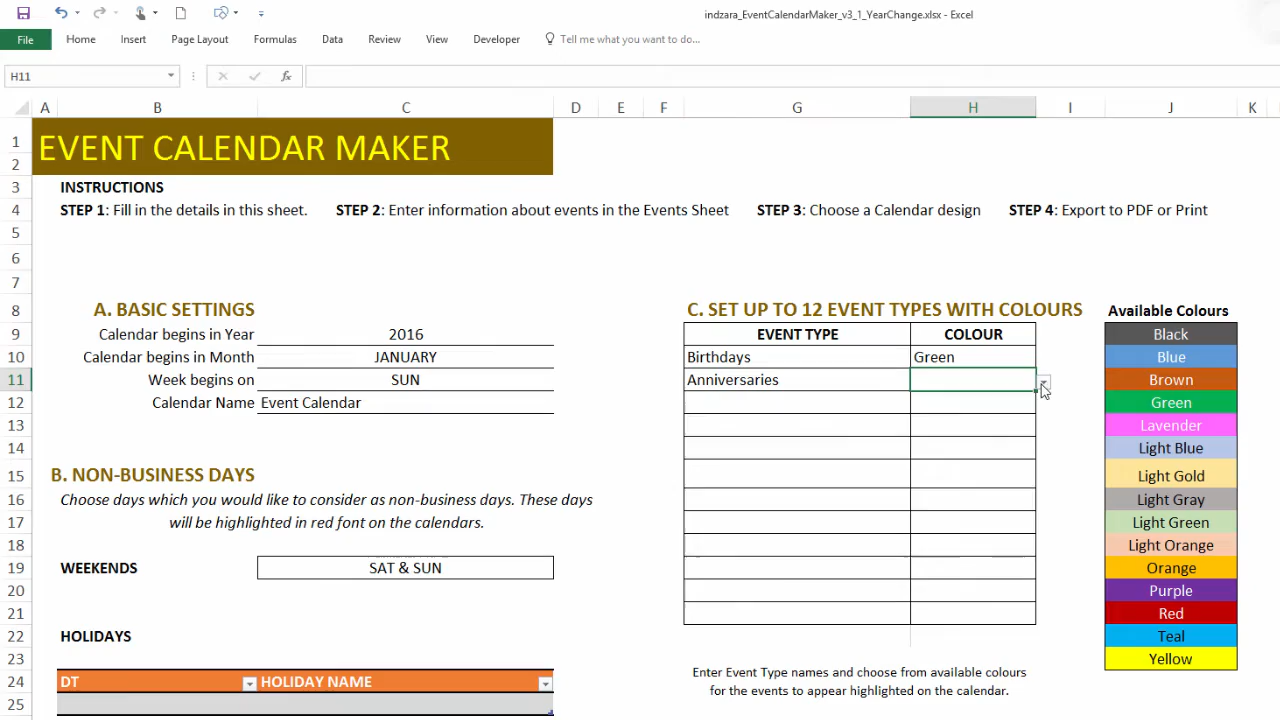 indzara_EventCalendarMaker_v3_1_YearChange.xlsx - Excel
File Home Insert Page Layout Formulas Data Review View Developer Tell me what you want to do...
H11 fx
A B C D E F G H I J K
1 EVENT CALENDAR MAKER
2
3 INSTRUCTIONS
4 STEP 1: Fill in the details in this sheet. STEP 2: Enter information about events in the Events Sheet STEP 3: Choose a Calendar design STEP 4: Export to PDF or Print
5
6
7
8 A. BASIC SETTINGS C. SET UP TO 12 EVENT TYPES WITH COLOURS Available Colours
9 Calendar begins in Year 2016 EVENT TYPE COLOUR Black
10 Calendar begins in Month JANUARY Birthdays Green Blue
11 Week begins on SUN Anniversaries Brown
12 Calendar Name Event Calendar Green
13 Lavender
14 Light Blue
15 B. NON-BUSINESS DAYS Light Gold
16 Choose days which you would like to consider as non-business days. These days Light Gray
17 will be highlighted in red font on the calendars. Light Green
18 Light Orange
19 WEEKENDS SAT & SUN Orange
20 Purple
21 Red
22 HOLIDAYS Teal
23 Yellow
24 DT HOLIDAY NAME Enter Event Type names and choose from available colours
25 for the events to appear highlighted on the calendar.